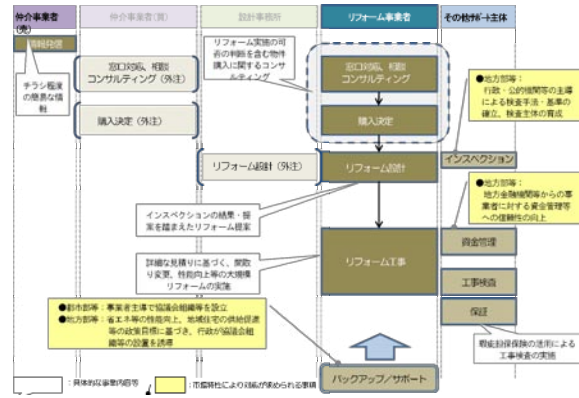 仲介事業者(売)
仲介事業者(買)
設計事務所
リフォーム事業者
その他サポート主体
情報発信
チラシ程度
の簡易な情
報
窓口対応、相談
コンサルティング(外注)
購入決定(外注)
リフォーム実施の可
否の判断を含む物件
購入に関するコンサ
ルティング
窓口対応、相談
コンサルティング
購入決定
●地方部等:
行政・公的機関等の主導
による検査手法・基準の
確立、検査主体の育成
リフォーム設計(外注)
リフォーム設計
インスペクション
●地方部等:
地方金融機関等からの事
業者に対する資金管理等
への信頼性の向上
インスペクションの結果・提
案を踏まえたリフォーム提案
詳細な見積りに基づく、間取
り変更、性能向上等の大規模
リフォームの実施
リフォーム工事
資金管理
工事検査
保証
●都市部等:事業者主導で協議会組織等を設立
●地方部等:省エネ等の性能向上、地域住宅の供給促進
等の政策目標に基づき、行政が協議会組
織等の設置を誘導
瑕疵担保保険の活用による
工事検査の実施
バックアップ/サポート
:具体的な事業内容等
:市場特性により対応が求められる事項